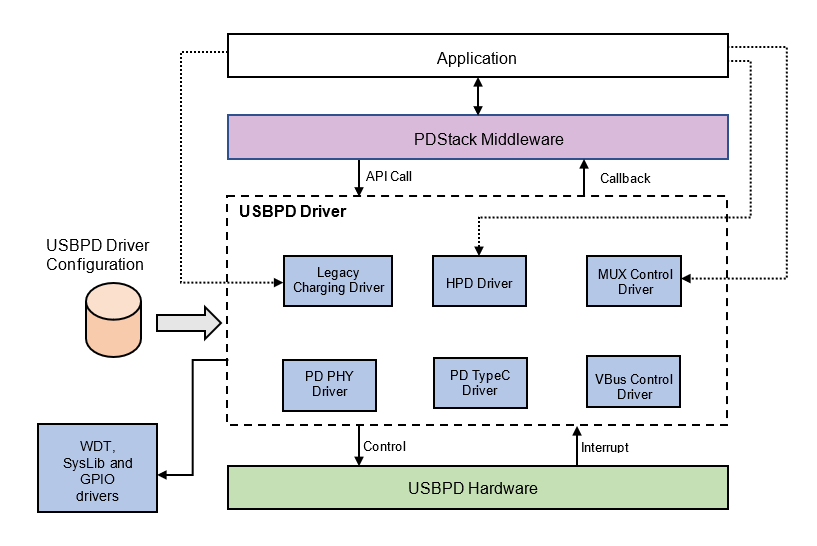 Application
PDStack Middleware
API Call
Callback
USBPD Driver
USBPD Driver
Configuration
Legacy
Charging Driver
HPD Driver
MUX Control
Driver
PD PHY
Driver
PD TypeC
Driver
VBus Control
Driver
WDT,
SysLib and
GPIO
drivers
Control
Interrupt
USBPD Hardware